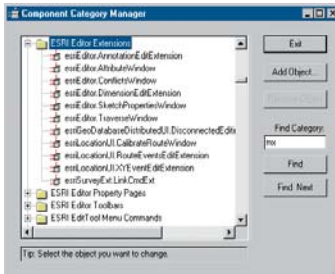 Component Category Manager
ESRI Editor Extensions
esriEditor.AnnotationEditExtension
esriEditor.AttributeWindow
esriEditor.ConflictsWindow
esriEditor.DimensionEditExtension
esriEditor.SketchPropertiesWindow
esriEditor.TraverseWindow
esriGeoDatabaseDistributedUI.DisconnectedEditi
esriLocationUI.CalibrateRouteWindow
esriLocationUI.RouteEventsEditExtension
esriLocationUI.XYEventEditExtension
esriSurveyExt.LinkCmdExt
ESRI Editor Property Pages
ESRI Editor Toolbars
ESRI EditTool Menu Commands
Exit
Add Object...
Find Category:
mx
Find
Find Next
Tip: Select the object you want to change.